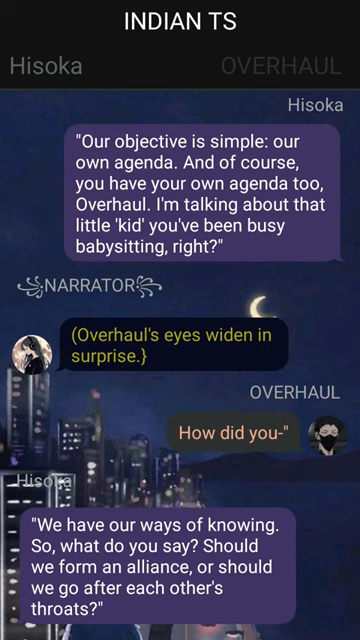 INDIAN TS
Hisoka
OVERHAUL
Hisoka
"Our objective is simple: our
own agenda. And of course,
you have your own agenda too,
Overhaul. I'm talking about that
little 'kid' you've been busy
babysitting, right?"
꧁NARRATOR꧂
(Overhaul's eyes widen in
surprise.}
OVERHAUL
How did you-"
Hisoka
"We have our ways of knowing.
So, what do you say? Should
we form an alliance, or should
we go after each other's
throats?"